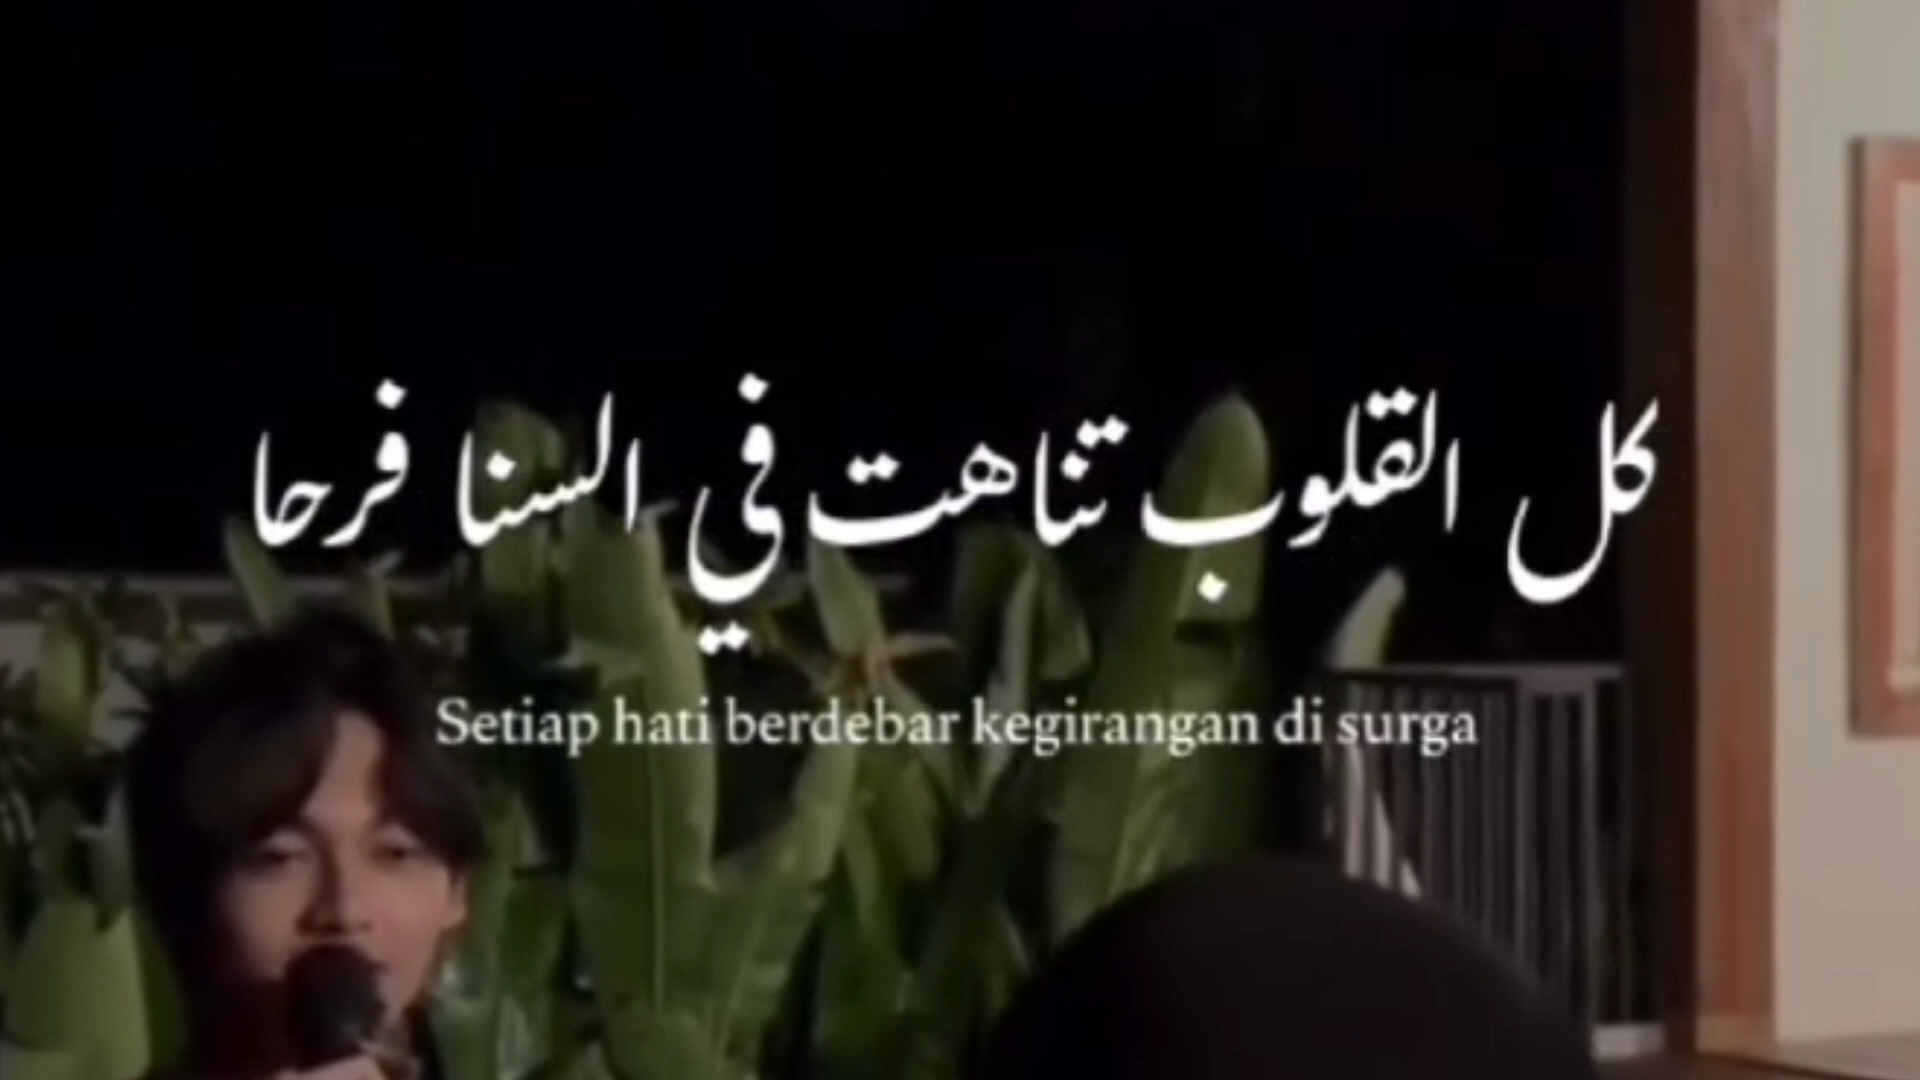 كل القلوب تناهت في السنا فرحا
Setiap hati berdebar kegirangan di surga